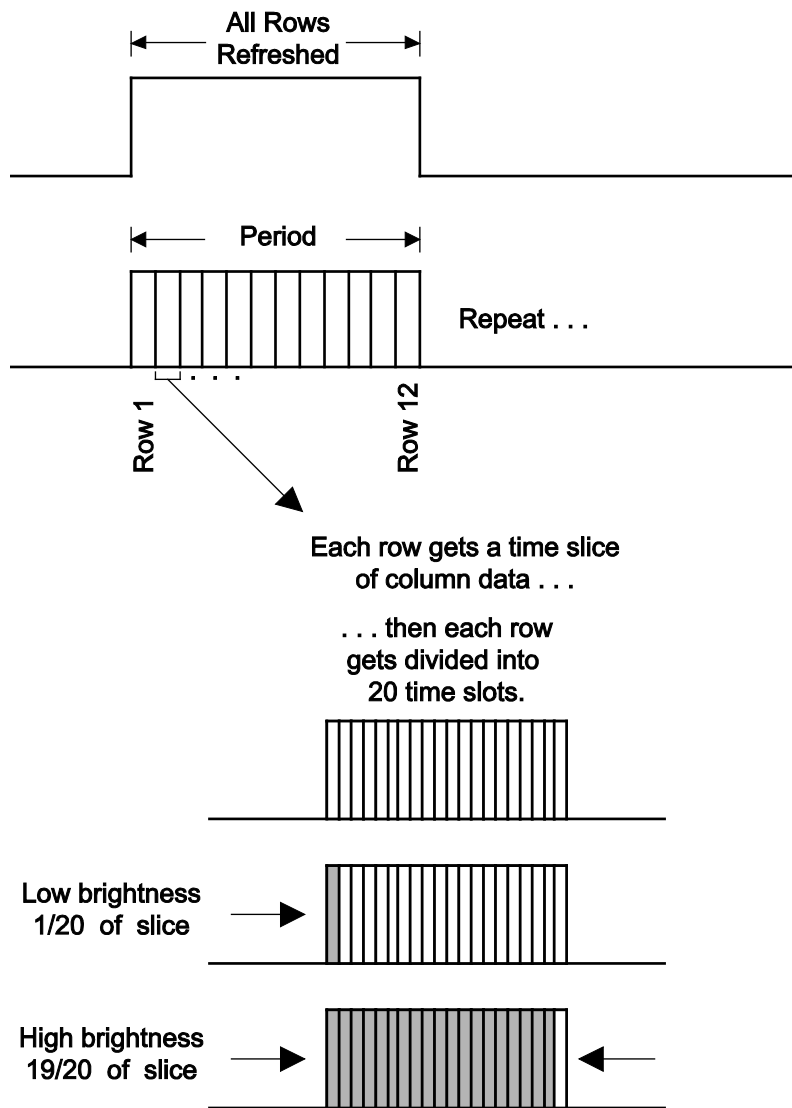 All Rows
Refreshed
Period
Repeat . . .
. . .
Row 1
Row 12
Each row gets a time slice
of column data . . .
. . . then each row
gets divided into
20 time slots.
Low brightness
1/20 of slice
High brightness
19/20 of slice